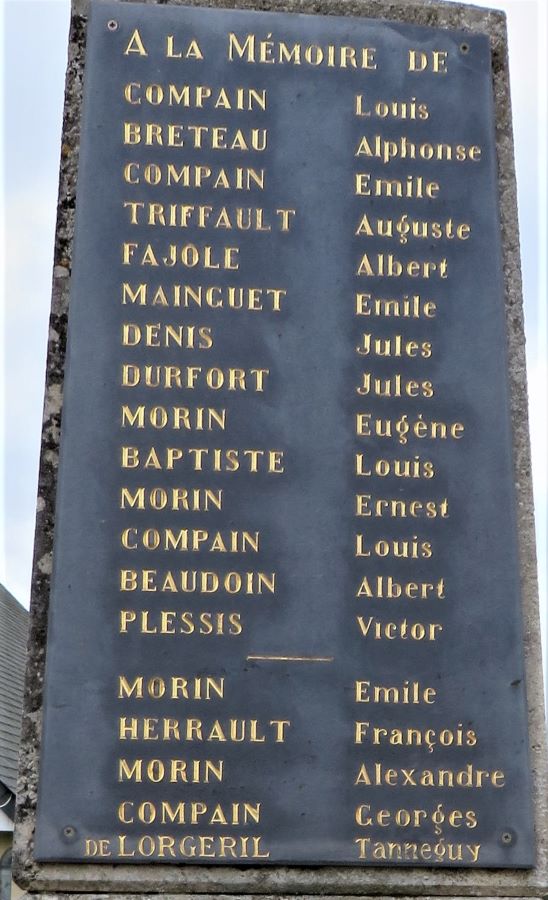 A LA MÉMOIRE DE
COMPAIN Louis
BRETEAU Alphonse
COMPAIN Emile
TRIFFAULT Auguste
FAJOLE Albert
MAINGUET Emile
DENIS Jules
DURFORT Jules
MORIN Eugène
BAPTISTE Louis
MORIN Ernest
COMPAIN Louis
BEAUDOIN Albert
PLESSIS Victor
MORIN Emile
HERRAULT François
MORIN Alexandre
COMPAIN Georges
DE LORGERIL Tanneguy